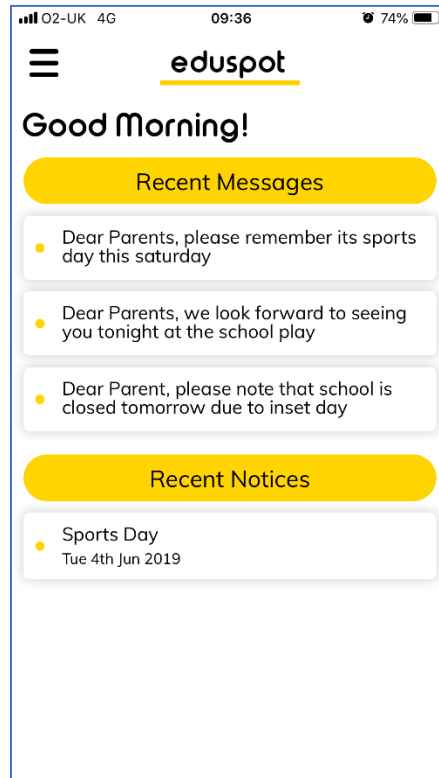 O2-UK 4G 09:36 74%
eduspot
Good Morning!
Recent Messages
Dear Parents, please remember its sports
day this saturday
Dear Parents, we look forward to seeing
you tonight at the school play
Dear Parent, please note that school is
closed tomorrow due to inset day
Recent Notices
Sports Day
Tue 4th Jun 2019